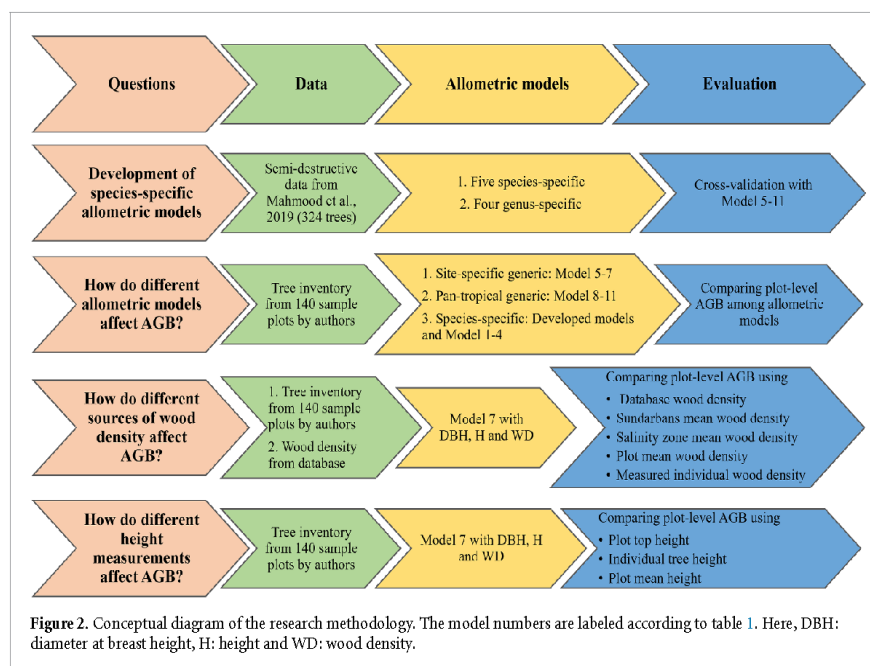 Questions
Data
Allometric models
Evaluation
Development of
species-specific
allometric models
Semi-destructive
data from
Mahmood et al.,
2019 (324 trees)
1. Five species-specific
2. Four genus-specific
Cross-validation with
Model 5-11
How do different
allometric models
affect AGB?
Tree inventory
from 140 sample
plots by authors
1. Site-specific generic: Model 5-7
2. Pan-tropical generic: Model 8-11
3. Species-specific: Developed models
and Model 1-4
Comparing plot-level
AGB among allometric
models
How do different
sources of wood
density affect
AGB?
1. Tree inventory
from 140 sample
plots by authors
2. Wood density
from database
Model 7 with
DBH, H and WD
Comparing plot-level AGB using
• Database wood density
• Sundarbans mean wood density
• Salinity zone mean wood density
• Plot mean wood density
• Measured individual wood density
How do different
height
measurements
affect AGB?
Tree inventory
from 140 sample
plots by authors
Model 7 with DBH, H
and WD
Comparing plot-level AGB using
• Plot top height
• Individual tree height
• Plot mean height
Figure 2. Conceptual diagram of the research methodology. The model numbers are labeled according to table 1. Here, DBH:
diameter at breast height, H: height and WD: wood density.